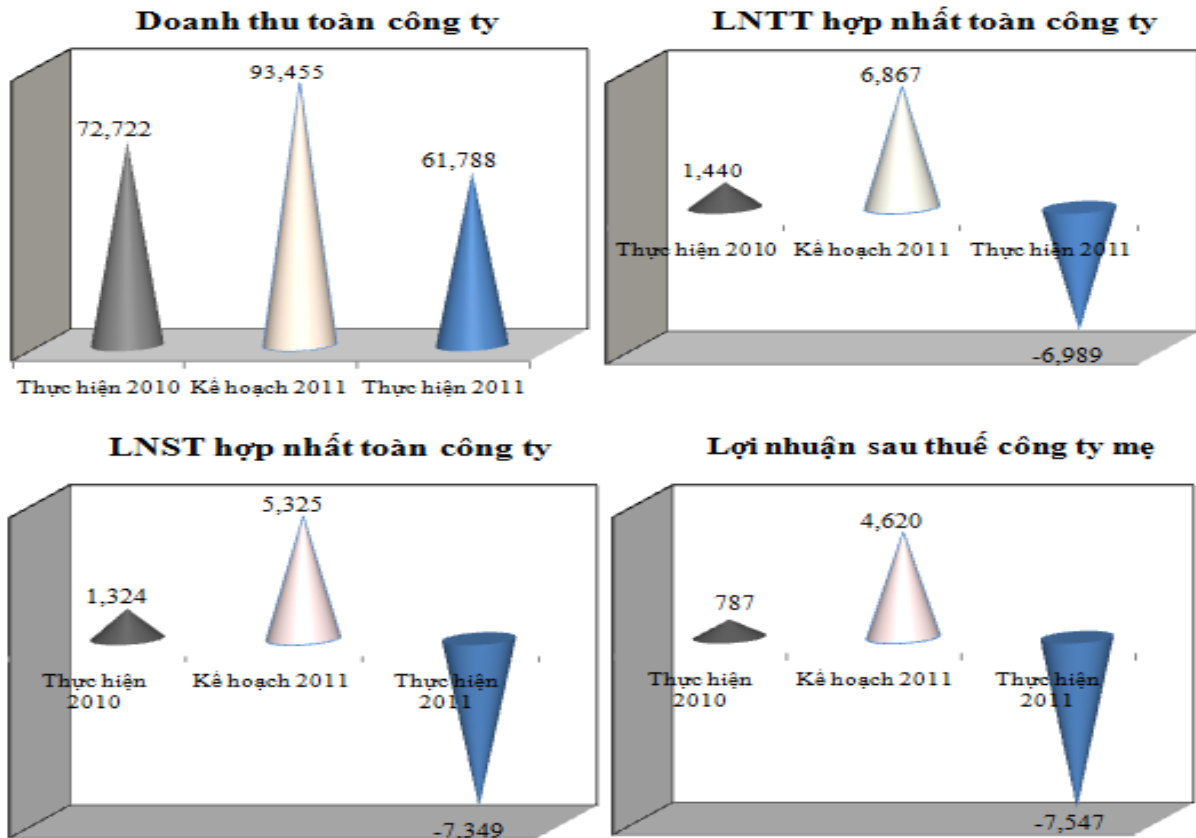 Doanh thu toàn công ty
93,455
72,722
61,788
Thực hiện 2010 Kế hoạch 2011 Thực hiện 2011
LNTT hợp nhất toàn công ty
6,867
1,440
Thực hiện 2010 Kế hoạch 2011 Thực hiện 2011
-6,989
LNST hợp nhất toàn công ty
5,325
1,324
Thực hiện Kế hoạch 2011 Thực hiện
2010 2011
-7,349
Lợi nhuận sau thuế công ty mẹ
4,620
787
Thực hiện Kế hoạch 2011 Thực hiện
2010 2011
-7,547